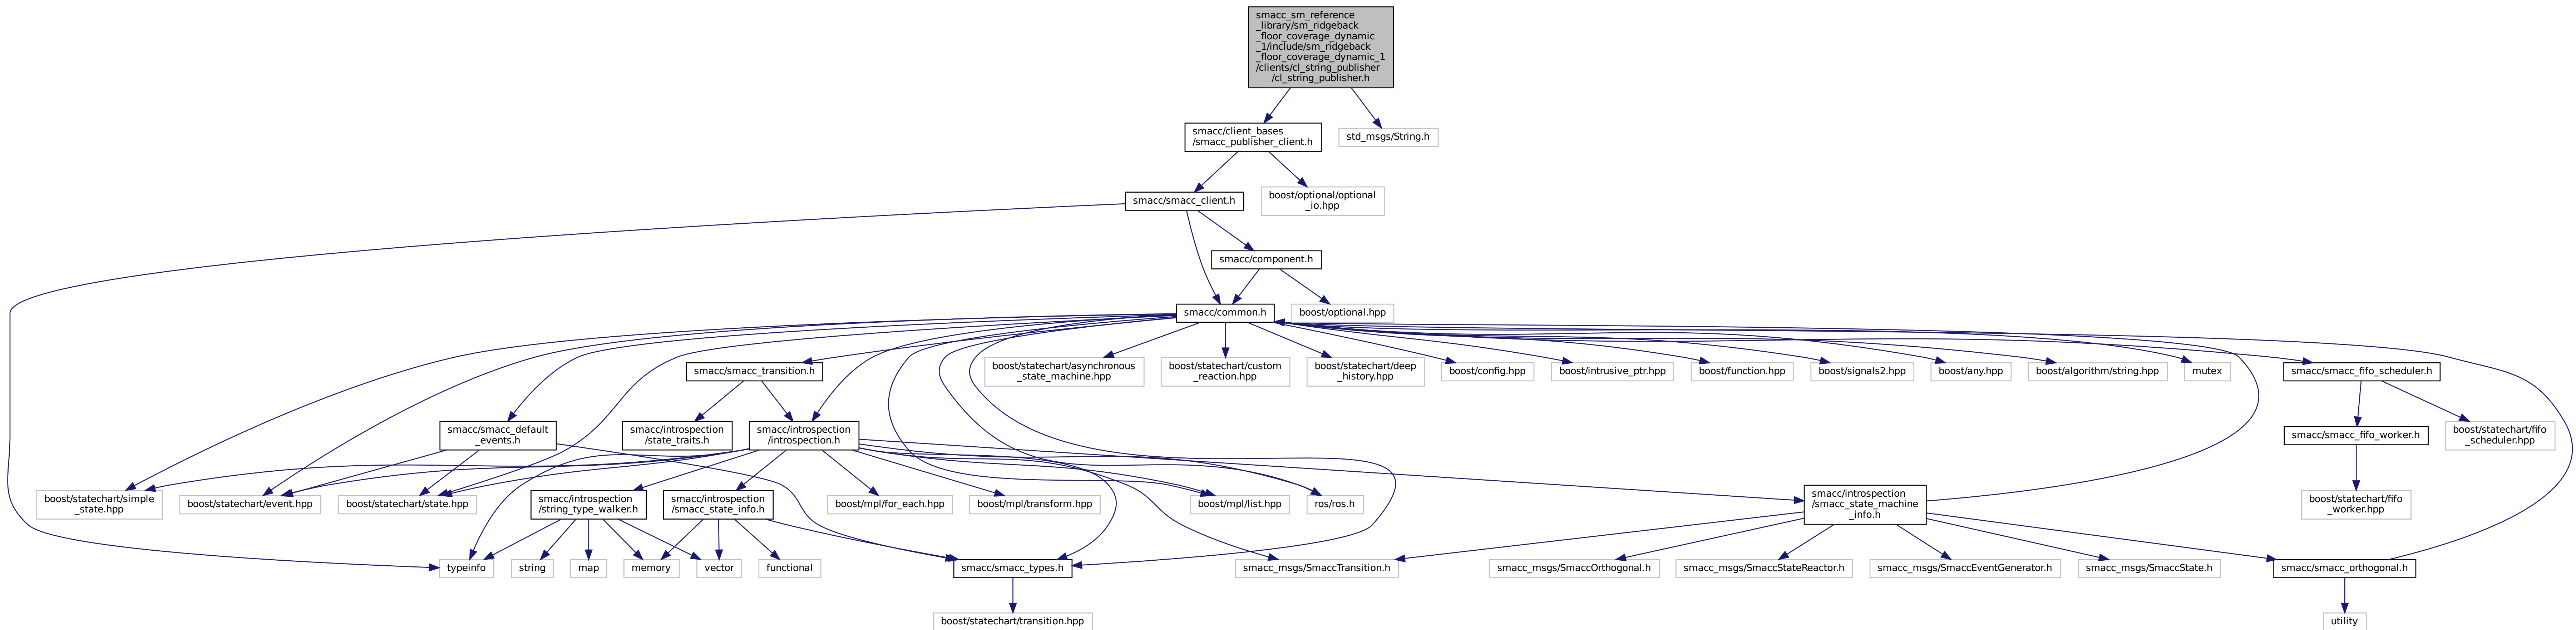 smacc_sm_reference
_library/sm_ridgeback
_floor_coverage_dynamic
_1/include/sm_ridgeback
_floor_coverage_dynamic_1
/clients/cl_string_publisher
/cl_string_publisher.h
smacc/client_bases
/smacc_publisher_client.h
std_msgs/String.h
smacc/smacc_client.h
boost/optional/optional
_io.hpp
smacc/component.h
smacc/common.h
boost/optional.hpp
smacc/smacc_transition.h
boost/statechart/asynchronous
_state_machine.hpp
boost/statechart/custom
_reaction.hpp
boost/statechart/deep
_history.hpp
boost/config.hpp
boost/intrusive_ptr.hpp
boost/function.hpp
boost/signals2.hpp
boost/any.hpp
boost/algorithm/string.hpp
mutex
smacc/smacc_fifo_scheduler.h
smacc/smacc_default
_events.h
smacc/introspection
/state_traits.h
smacc/introspection
/introspection.h
smacc/smacc_fifo_worker.h
boost/statechart/fifo
_scheduler.hpp
boost/statechart/simple
_state.hpp
boost/statechart/event.hpp
boost/statechart/state.hpp
smacc/introspection
/string_type_walker.h
smacc/introspection
/smacc_state_info.h
boost/mpl/for_each.hpp
boost/mpl/transform.hpp
boost/mpl/list.hpp
ros/ros.h
smacc/introspection
/smacc_state_machine
_info.h
boost/statechart/fifo
_worker.hpp
typeinfo
string
map
memory
vector
functional
smacc/smacc_types.h
smacc_msgs/SmaccTransition.h
smacc_msgs/SmaccOrthogonal.h
smacc_msgs/SmaccStateReactor.h
smacc_msgs/SmaccEventGenerator.h
smacc_msgs/SmaccState.h
smacc/smacc_orthogonal.h
boost/statechart/transition.hpp
utility